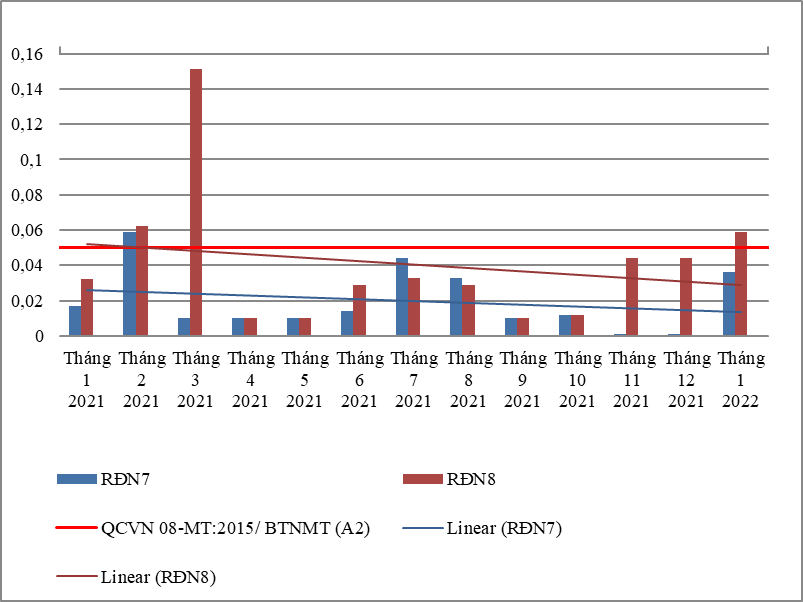 0,16
0,14
0,12
0,1
0,08
0,06
0,04
0,02
0
Tháng 1 2021
Tháng 2 2021
Tháng 3 2021
Tháng 4 2021
Tháng 5 2021
Tháng 6 2021
Tháng 7 2021
Tháng 8 2021
Tháng 9 2021
Tháng 10 2021
Tháng 11 2021
Tháng 12 2021
Tháng 1 2022
RĐN7
RĐN8
QCVN 08-MT:2015/ BTNMT (A2)
Linear (RĐN7)
Linear (RĐN8)